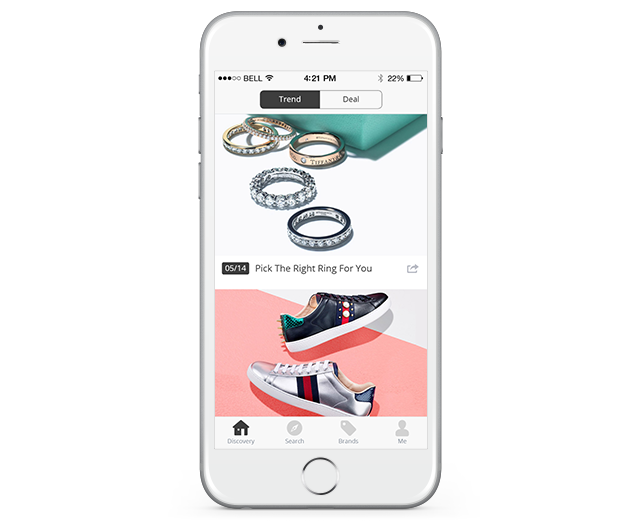 BELL 4:21 PM 22%
Trend Deal
TIFFANY
05/14 Pick The Right Ring For You
Discovery Search Brands Me